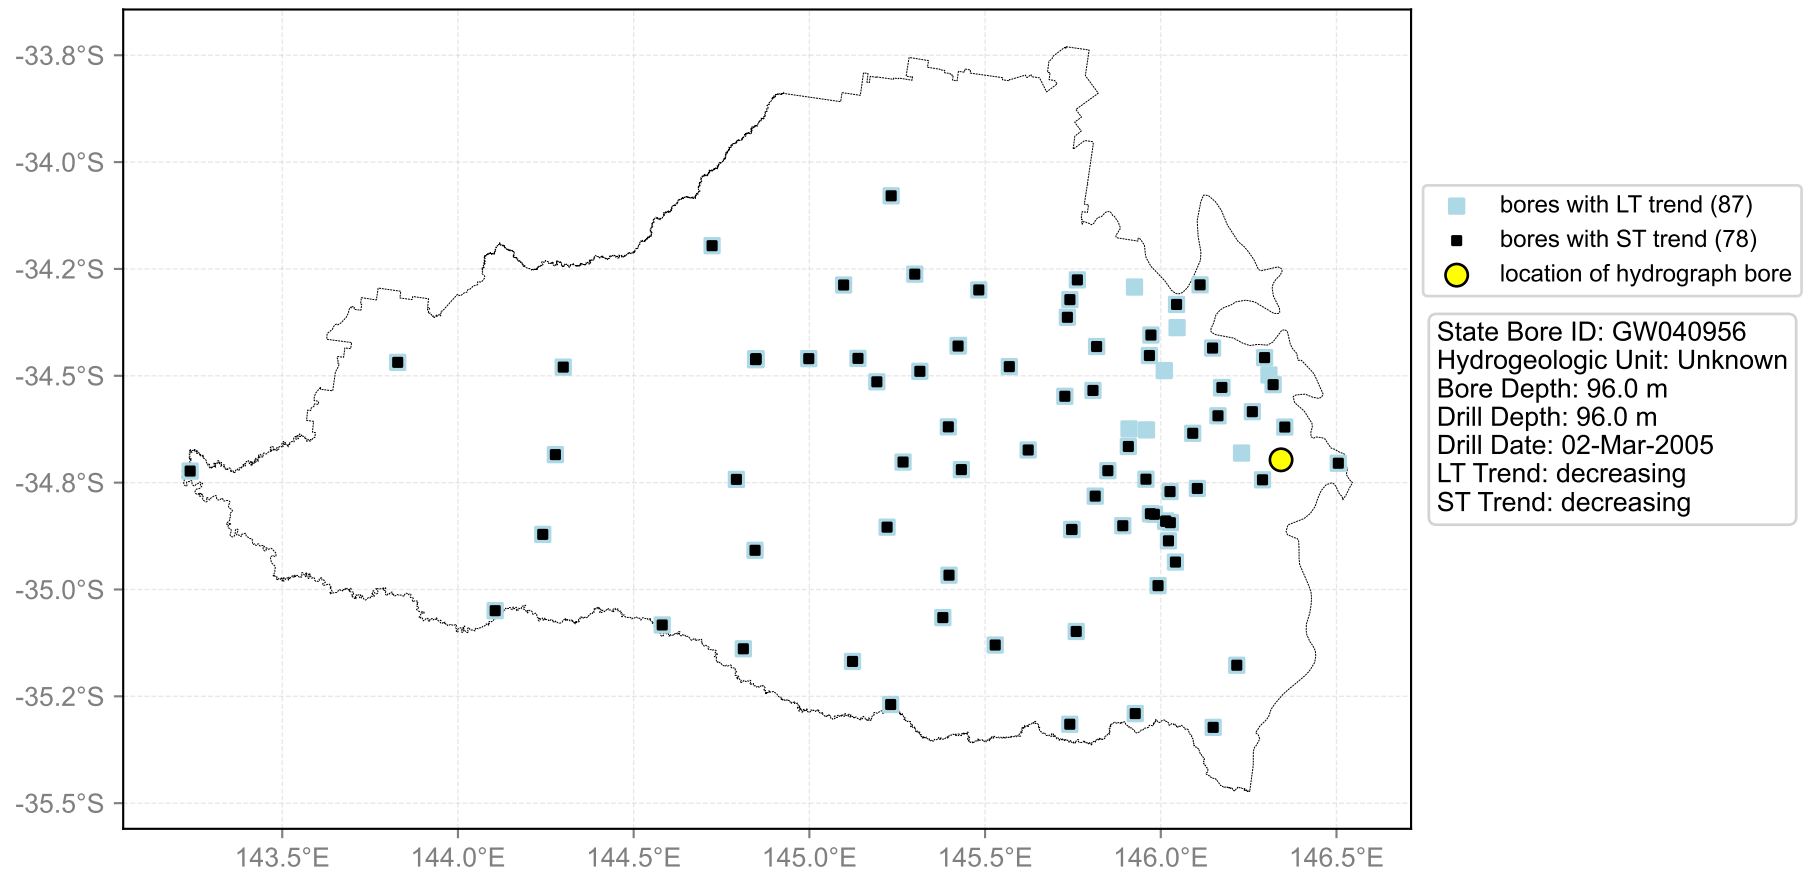 -33.8°S
-34.0°S
-34.2°S
-34.5°S
-34.8°S
-35.0°S
-35.2°S
-35.5°S
143.5°E
144.0°E
144.5°E
145.0°E
145.5°E
146.0°E
146.5°E
bores with LT trend (87)
bores with ST trend (78)
location of hydrograph bore
State Bore ID: GW040956
Hydrogeologic Unit: Unknown
Bore Depth: 96.0 m
Drill Depth: 96.0 m
Drill Date: 02-Mar-2005
LT Trend: decreasing
ST Trend: decreasing